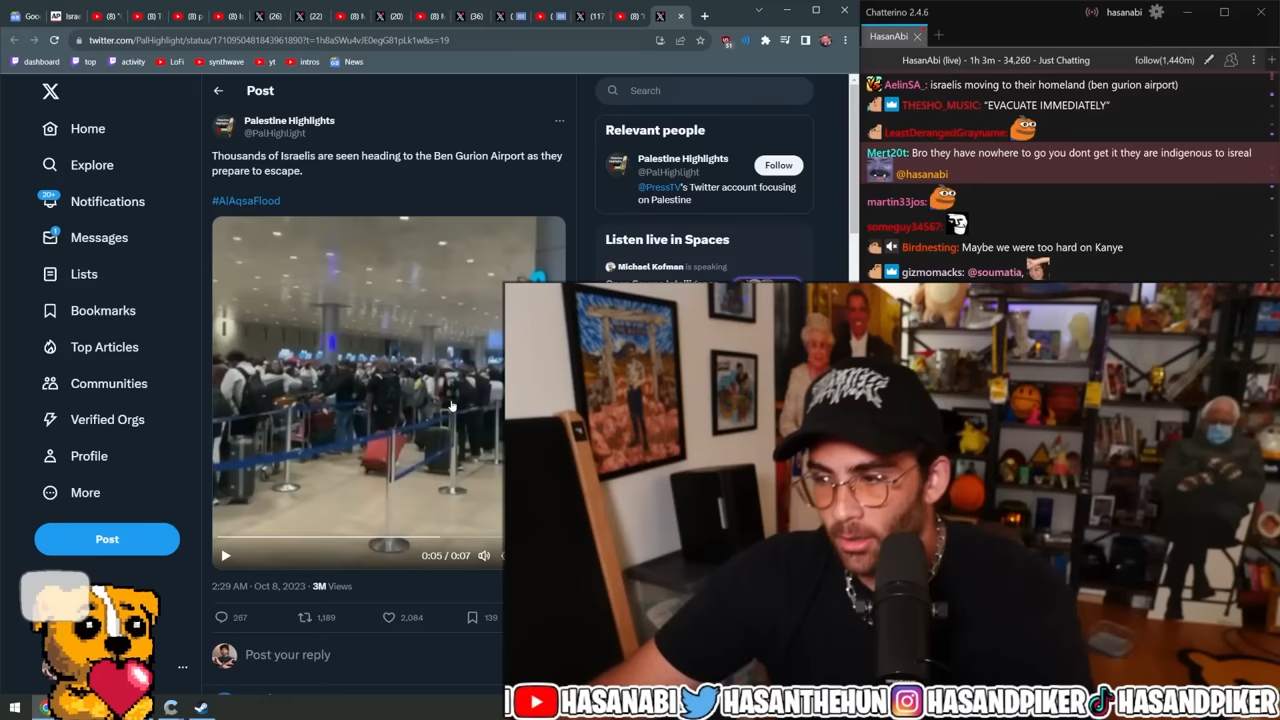 Chatterino 2.4.6
hasanabi
HasanAbi
HasanAbi (live) - 1h 3m - 34,260 - Just Chatting
follow(1,440m)
twitter.com/PalHighlight/status/1710950481843961890?t=1h8aSWu4vJE0egG81pLk1w&s=19
dashboard
top
activity
LoFi
synthwave
yt
intros
News
Home
Explore
20+
Notifications
1
Messages
Lists
Bookmarks
Top Articles
Communities
Verified Orgs
Profile
More
Post
Post
Palestine Highlights
@PalHighlight
Thousands of Israelis are seen heading to the Ben Gurion Airport as they
prepare to escape.
#AlAqsaFlood
0:05 / 0:07
2:29 AM · Oct 8, 2023 · 3M Views
267
1,189
2,084
139
Post your reply
Search
Relevant people
Palestine Highlights
@PalHighlight
Follow
@PressTV's Twitter account focusing
on Palestine
Listen live in Spaces
Michael Kofman is speaking
AelinSA_: israelis moving to their homeland (ben gurion airport)
THESHO_MUSIC: “EVACUATE IMMEDIATELY”
LeastDerangedGrayname:
Mert20t: Bro they have nowhere to go you dont get it they are indigenous to isreal
@hasanabi
martin33jos:
someguy34567:
Birdnesting: Maybe we were too hard on Kanye
gizmomacks: @soumatia,
HASANABI
HASANTHEHUN
HASANDPIKER
HASANDPIKER